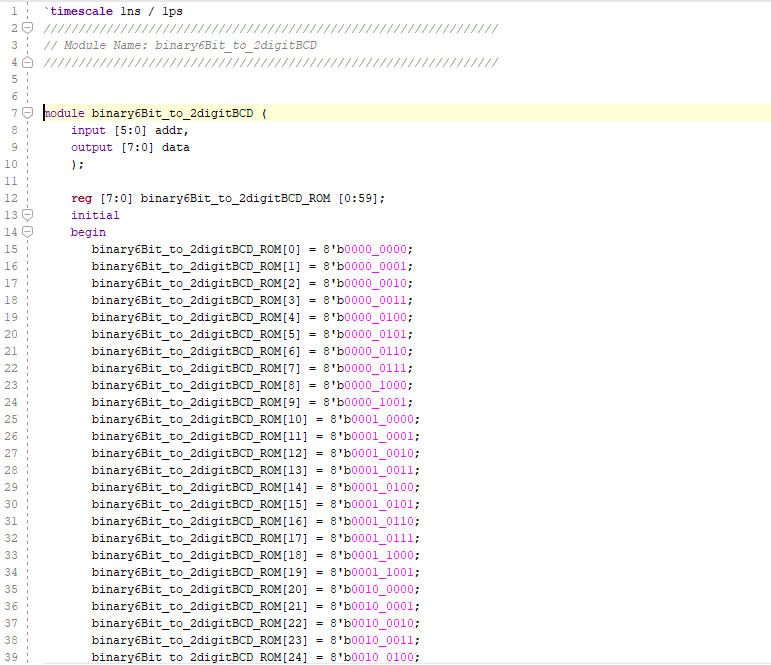 1 `timescale 1ns / 1ps
2 /////////////////////////////////////////////////////////////////
3 // Module Name: binary6Bit_to_2digitBCD
4 /////////////////////////////////////////////////////////////////
5
6
7 module binary6Bit_to_2digitBCD (
8 input [5:0] addr,
9 output [7:0] data
10 );
11
12 reg [7:0] binary6Bit_to_2digitBCD_ROM [0:59];
13 initial
14 begin
15 binary6Bit_to_2digitBCD_ROM[0] = 8'b0000_0000;
16 binary6Bit_to_2digitBCD_ROM[1] = 8'b0000_0001;
17 binary6Bit_to_2digitBCD_ROM[2] = 8'b0000_0010;
18 binary6Bit_to_2digitBCD_ROM[3] = 8'b0000_0011;
19 binary6Bit_to_2digitBCD_ROM[4] = 8'b0000_0100;
20 binary6Bit_to_2digitBCD_ROM[5] = 8'b0000_0101;
21 binary6Bit_to_2digitBCD_ROM[6] = 8'b0000_0110;
22 binary6Bit_to_2digitBCD_ROM[7] = 8'b0000_0111;
23 binary6Bit_to_2digitBCD_ROM[8] = 8'b0000_1000;
24 binary6Bit_to_2digitBCD_ROM[9] = 8'b0000_1001;
25 binary6Bit_to_2digitBCD_ROM[10] = 8'b0001_0000;
26 binary6Bit_to_2digitBCD_ROM[11] = 8'b0001_0001;
27 binary6Bit_to_2digitBCD_ROM[12] = 8'b0001_0010;
28 binary6Bit_to_2digitBCD_ROM[13] = 8'b0001_0011;
29 binary6Bit_to_2digitBCD_ROM[14] = 8'b0001_0100;
30 binary6Bit_to_2digitBCD_ROM[15] = 8'b0001_0101;
31 binary6Bit_to_2digitBCD_ROM[16] = 8'b0001_0110;
32 binary6Bit_to_2digitBCD_ROM[17] = 8'b0001_0111;
33 binary6Bit_to_2digitBCD_ROM[18] = 8'b0001_1000;
34 binary6Bit_to_2digitBCD_ROM[19] = 8'b0001_1001;
35 binary6Bit_to_2digitBCD_ROM[20] = 8'b0010_0000;
36 binary6Bit_to_2digitBCD_ROM[21] = 8'b0010_0001;
37 binary6Bit_to_2digitBCD_ROM[22] = 8'b0010_0010;
38 binary6Bit_to_2digitBCD_ROM[23] = 8'b0010_0011;
39 binary6Bit_to_2digitBCD_ROM[24] = 8'b0010_0100;